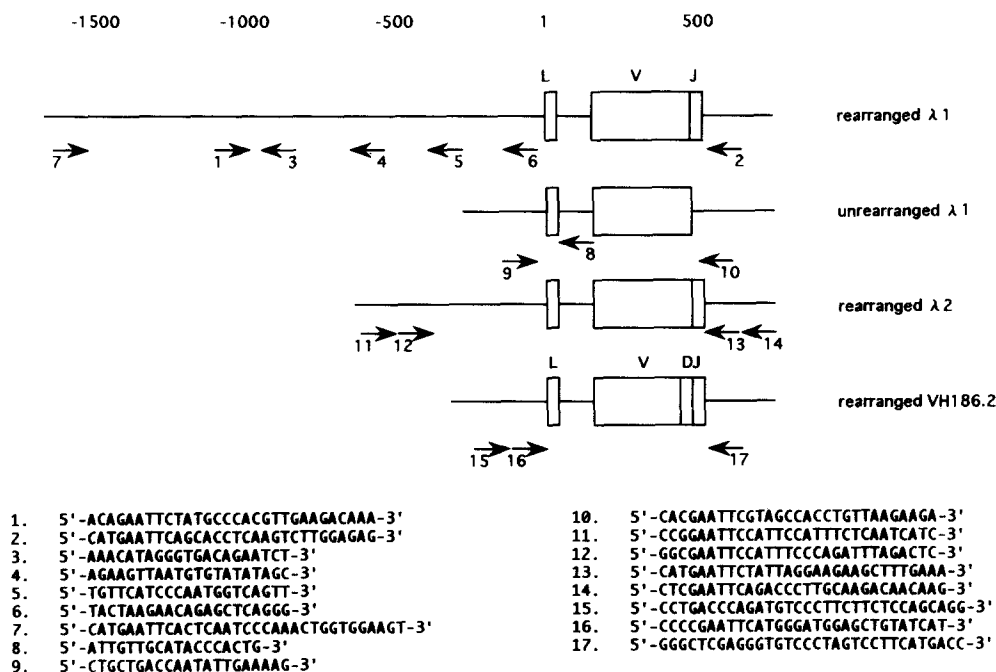 -1500 -1000 -500 1 500
L V J
rearranged λ 1
7 1 3 4 5 6 2
unrearranged λ 1
8
9 10
rearranged λ 2
11 12 13 14
L V DJ
rearranged VH186.2
15 16 17
1. 5'-ACAGAATTCTATGCCCACGTTGAAGACAAA-3'
2. 5'-CATGAATTCAGCACCTCAAGTCTTGGAGAG-3'
3. 5'-AAACATAGGGTGACAGAATCT-3'
4. 5'-AGAAGTTAATGTGTATATAGC-3'
5. 5'-TGTTCATCCCAATGGTCAGTT-3'
6. 5'-TACTAAGAACAGAGCTCAGGG-3'
7. 5'-CATGAATTCACTCAATCCCAAACTGGTGGAAGT-3'
8. 5'-ATTGTTGCATACCCACTG-3'
9. 5'-CTGCTGACCAATATTGAAAAG-3'
10. 5'-CACGAATTCGTAGCCACCTGTTAAGAAGA-3'
11. 5'-CCGGAATTCCATTCCATTTCTCAATCATC-3'
12. 5'-GGCGAATTCCATTTCCCAGATTTAGACTC-3'
13. 5'-CATGAATTCTATTAGGAAGAAGCTTTGAAA-3'
14. 5'-CTCGAATTCAGACCCTTGCAAGACAACAAG-3'
15. 5'-CCTGACCCAGATGTCCCTTCTTCTCCAGCAGG-3'
16. 5'-CCCCGAATTCATGGGATGGAGCTGTATCAT-3'
17. 5'-GGGCTCGAGGGTGTCCCTAGTCCTTCATGACC-3'